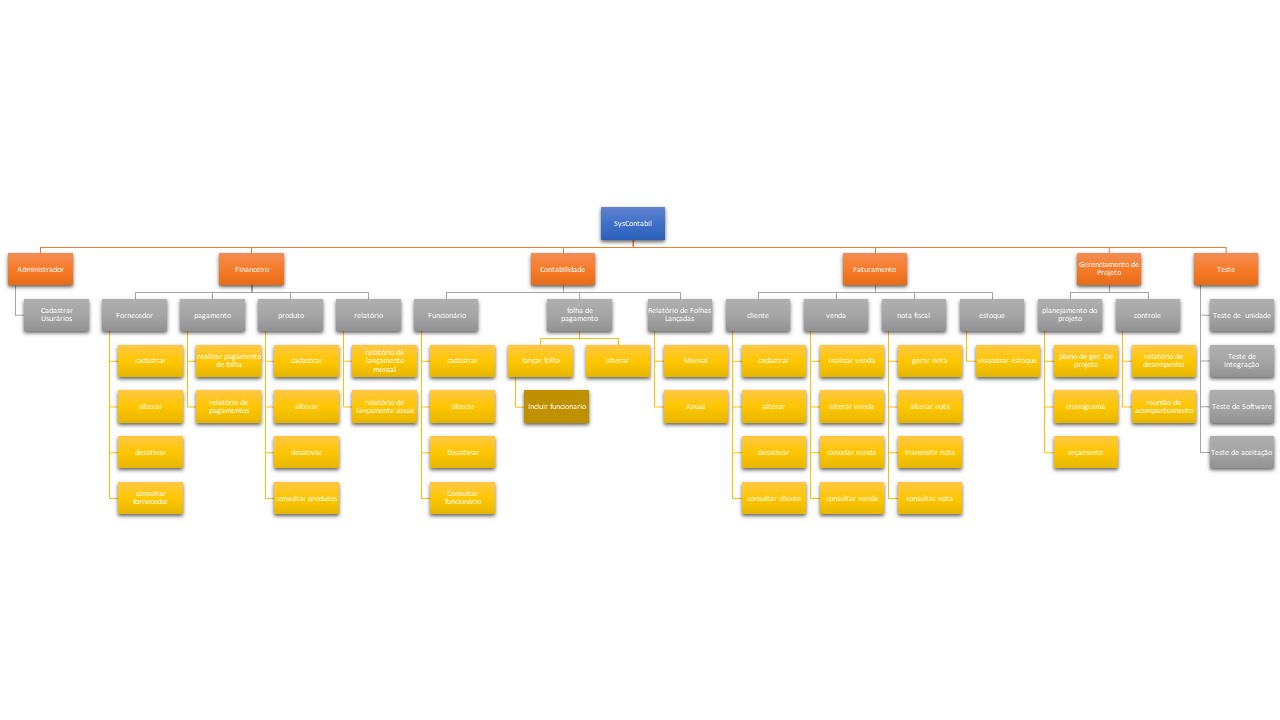 SysContabil
Administrador
Financeiro
Contabilidade
Faturamento
Gerenciamento de
Projeto
Teste
Cadastrar
Usurários
Fornecedor
pagamento
produto
relatório
Funcionário
folha de
pagamento
Relatório de Folhas
Lançadas
cliente
venda
nota fiscal
estoque
planejamento do
projeto
controle
Teste de unidade
cadastrar
realizar pagamento
de folha
cadastrar
relatório de
lançamento
mensal
cadastrar
lançar folha
alterar
Mensal
cadastrar
realisar venda
gerar nota
visualisar estoque
plano de ger. De
projeto
relatório de
desempenho
Teste de
Integração
alterar
relatório de
pagamentos
alterar
relatório de
lançamento anual
alterar
Incluir funcionario
Anual
alterar
alterar venda
alterar nota
cronograma
reunião de
acompanhamento
Teste de Software
desativar
desativar
Desativar
desativar
cancelar venda
transmitir nota
orçamento
Teste de aceitação
consultar
fornecedor
consultar produtos
Consultar
funcionário
consultar cliente
consultar venda
consultar nota